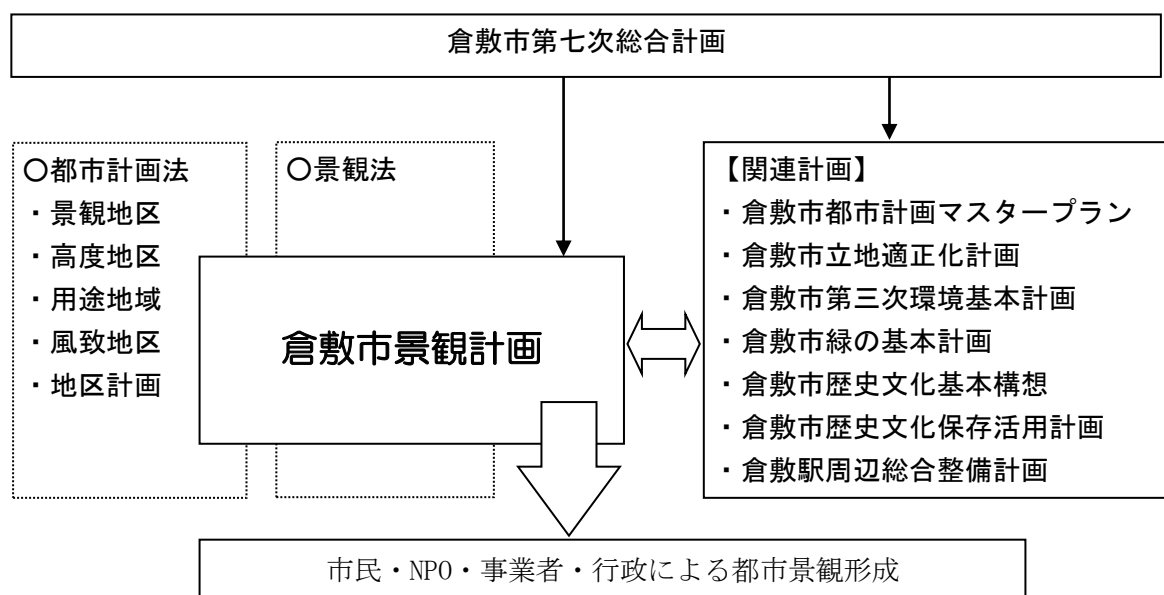 倉敷市第七次総合計画
〇都市計画法
・景観地区
・高度地区
・用途地域
・風致地区
・地区計画
〇景観法
倉敷市景観計画
【関連計画】
・倉敷市都市計画マスタープラン
・倉敷市立地適正化計画
・倉敷市第三次環境基本計画
・倉敷市緑の基本計画
・倉敷市歴史文化基本構想
・倉敷市歴史文化保存活用計画
・倉敷駅周辺総合整備計画
市民・NPO・事業者・行政による都市景観形成